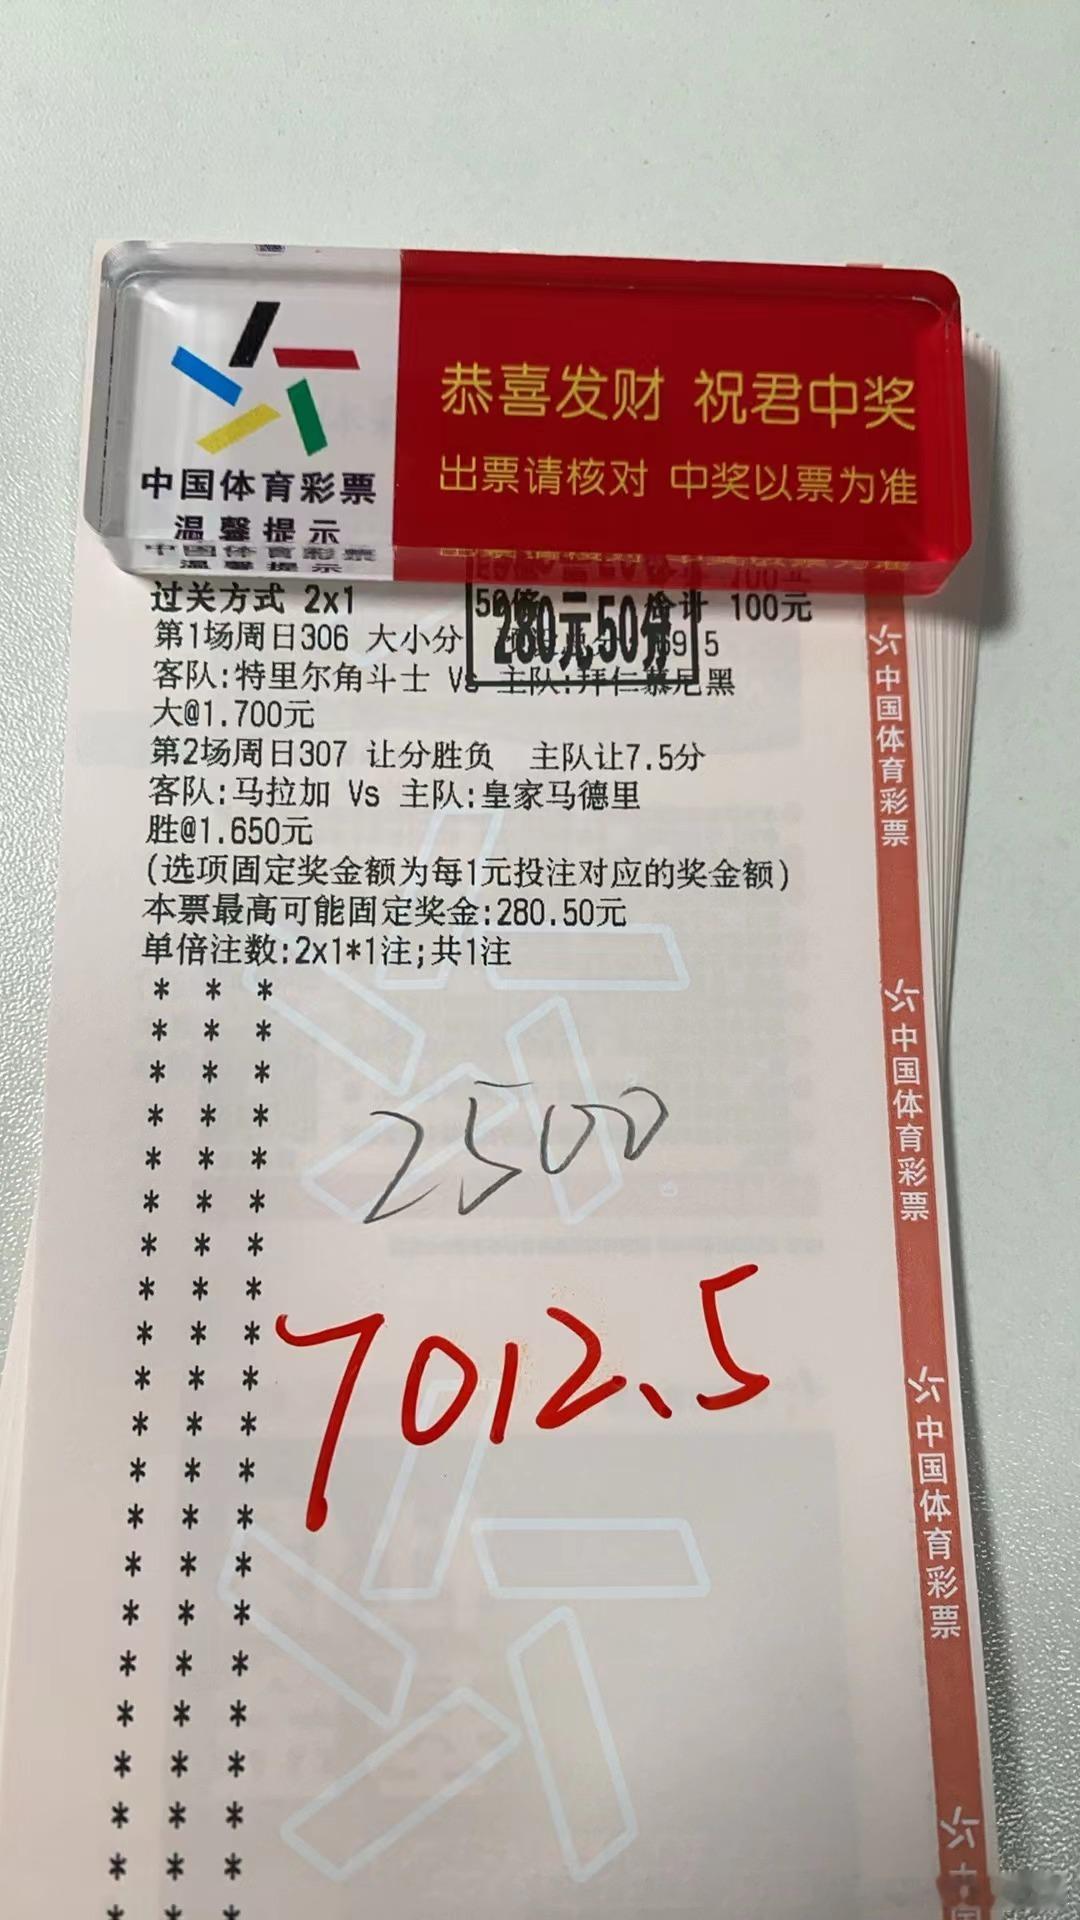 恭喜发财 祝君中奖
出票请核对 中奖以票为准
中国体育彩票
温馨提示
过关方式 2x1
合计 100元
280元50分
第1场周日306 大小分
客队:特里尔角斗士 Vs 主队:拜仁慕尼黑
大@1.700元
第2场周日307 让分胜负 主队让7.5分
客队:马拉加 Vs 主队:皇家马德里
胜@1.650元
(选项固定奖金额为每1元投注对应的奖金额)
本票最高可能固定奖金:280.50元
单倍注数:2x1*1注;共1注
2500
7012.5
中国体育彩票
中国体育彩票
中国体育彩票